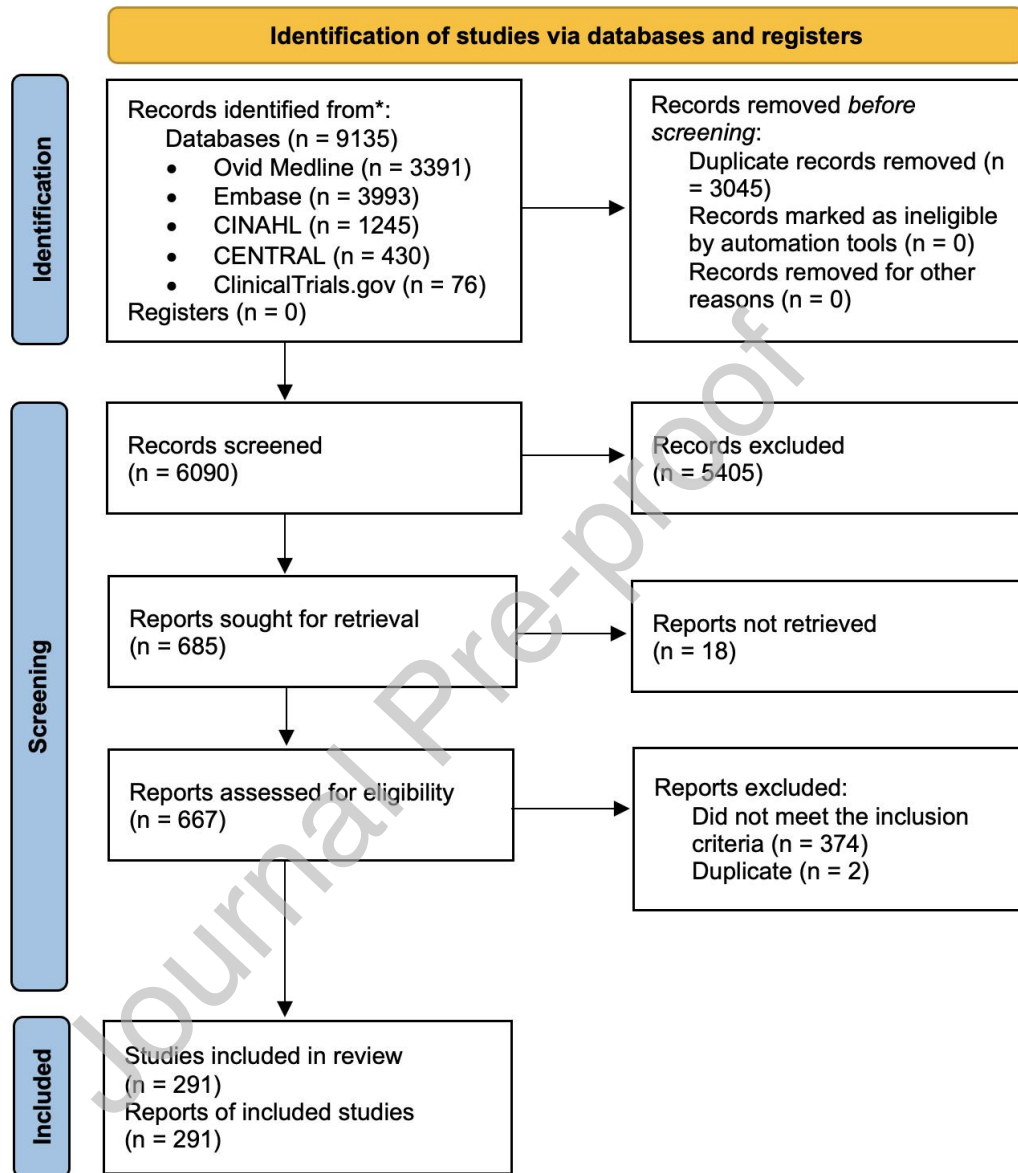 Identification of studies via databases and registers
Identification
Records identified from*:
Databases (n = 9135)
• Ovid Medline (n = 3391)
• Embase (n = 3993)
• CINAHL (n = 1245)
• CENTRAL (n = 430)
• ClinicalTrials.gov (n = 76)
Registers (n = 0)
Records removed before
screening:
Duplicate records removed (n
= 3045)
Records marked as ineligible
by automation tools (n = 0)
Records removed for other
reasons (n = 0)
Screening
Records screened
(n = 6090)
Records excluded
(n = 5405)
Reports sought for retrieval
(n = 685)
Reports not retrieved
(n = 18)
Reports assessed for eligibility
(n = 667)
Reports excluded:
Did not meet the inclusion
criteria (n = 374)
Duplicate (n = 2)
Included
Studies included in review
(n = 291)
Reports of included studies
(n = 291)
Journal Pre-proof